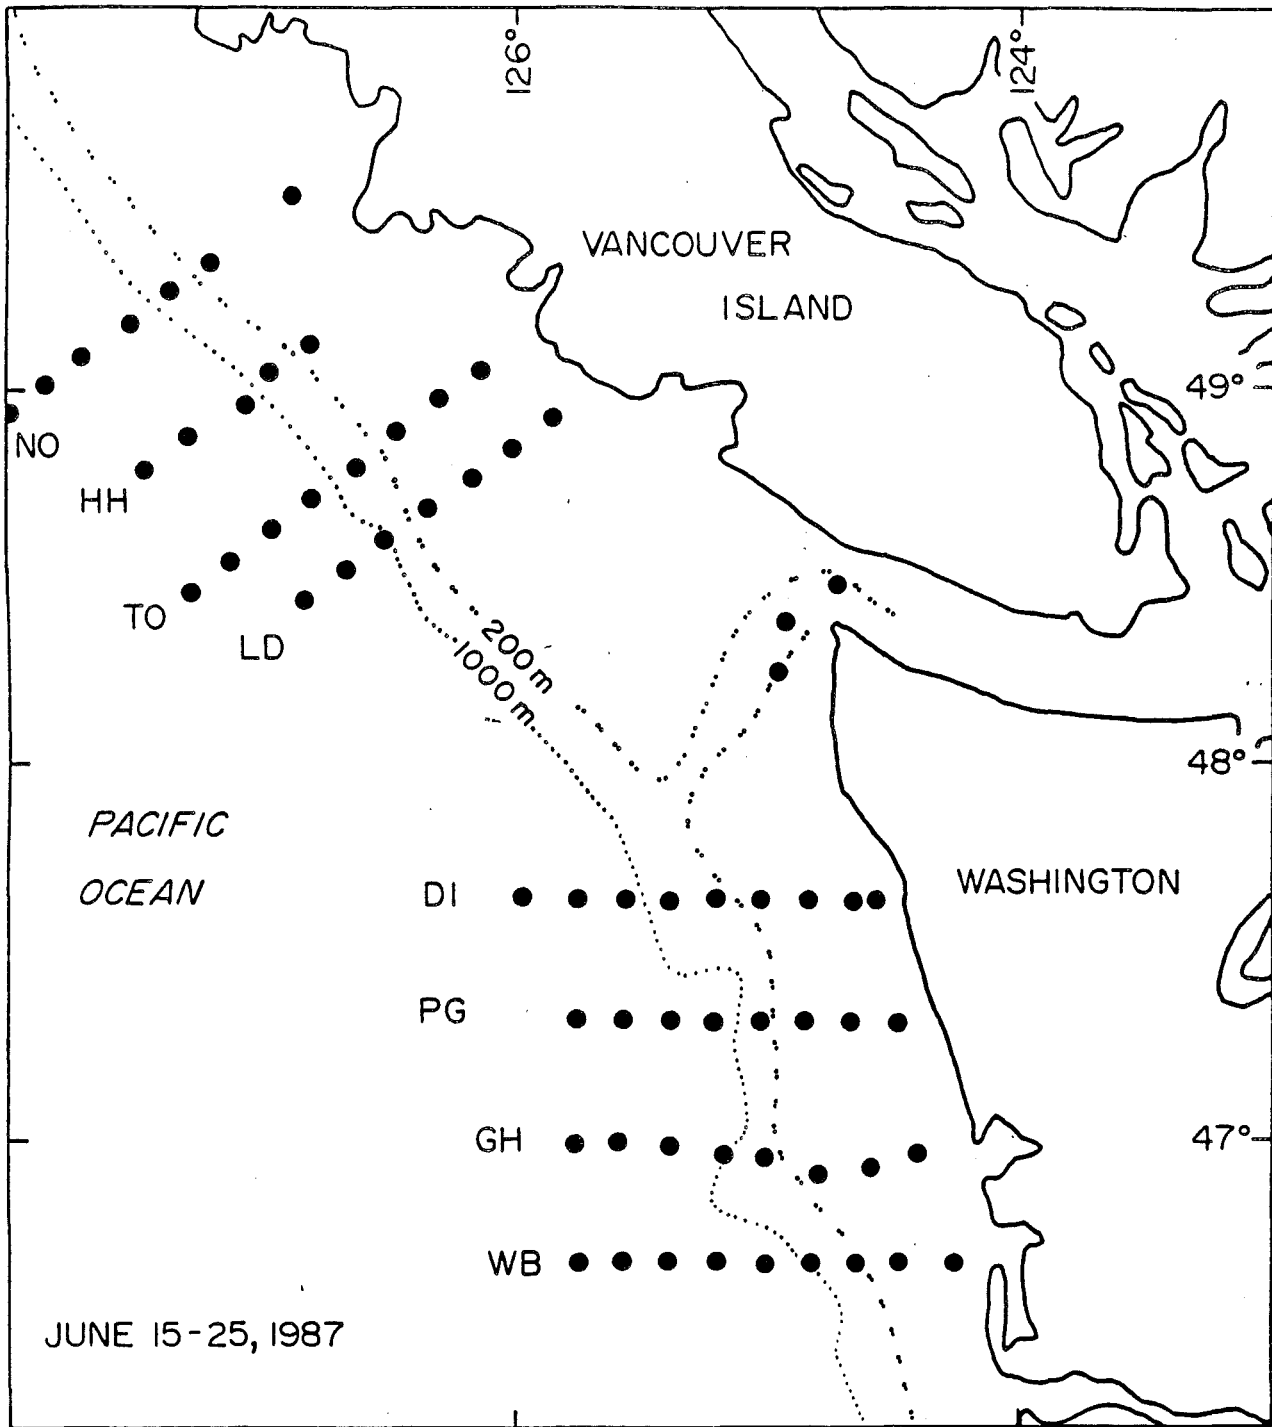 126°
124°
VANCOUVER
ISLAND
49°
NO
HH
TO
LD
200m
1000m
48°
PACIFIC
OCEAN
DI
WASHINGTON
PG
GH
47°
WB
JUNE 15-25, 1987